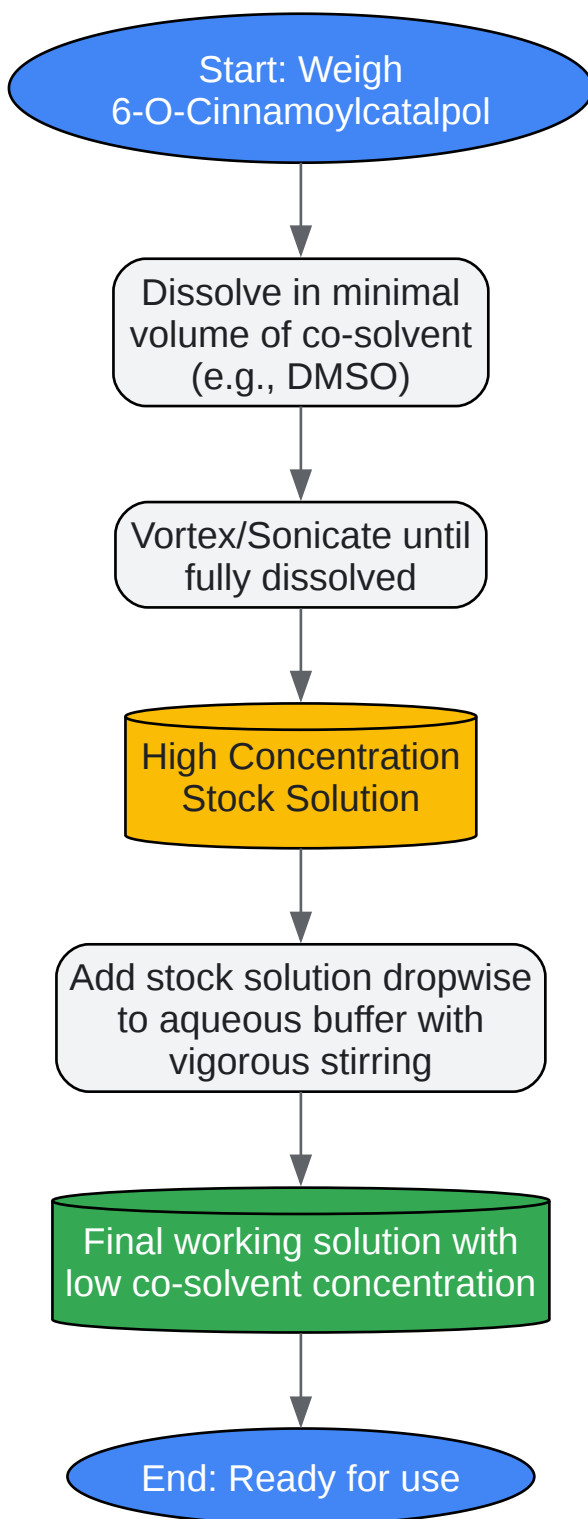 Start: Weigh
6-O-Cinnamoylcatalpol
Dissolve in minimal
volume of co-solvent
(e.g., DMSO)
Vortex/Sonicate until
fully dissolved
High Concentration
Stock Solution
Add stock solution dropwise
to aqueous buffer with
vigorous stirring
Final working solution with
low co-solvent concentration
End: Ready for use